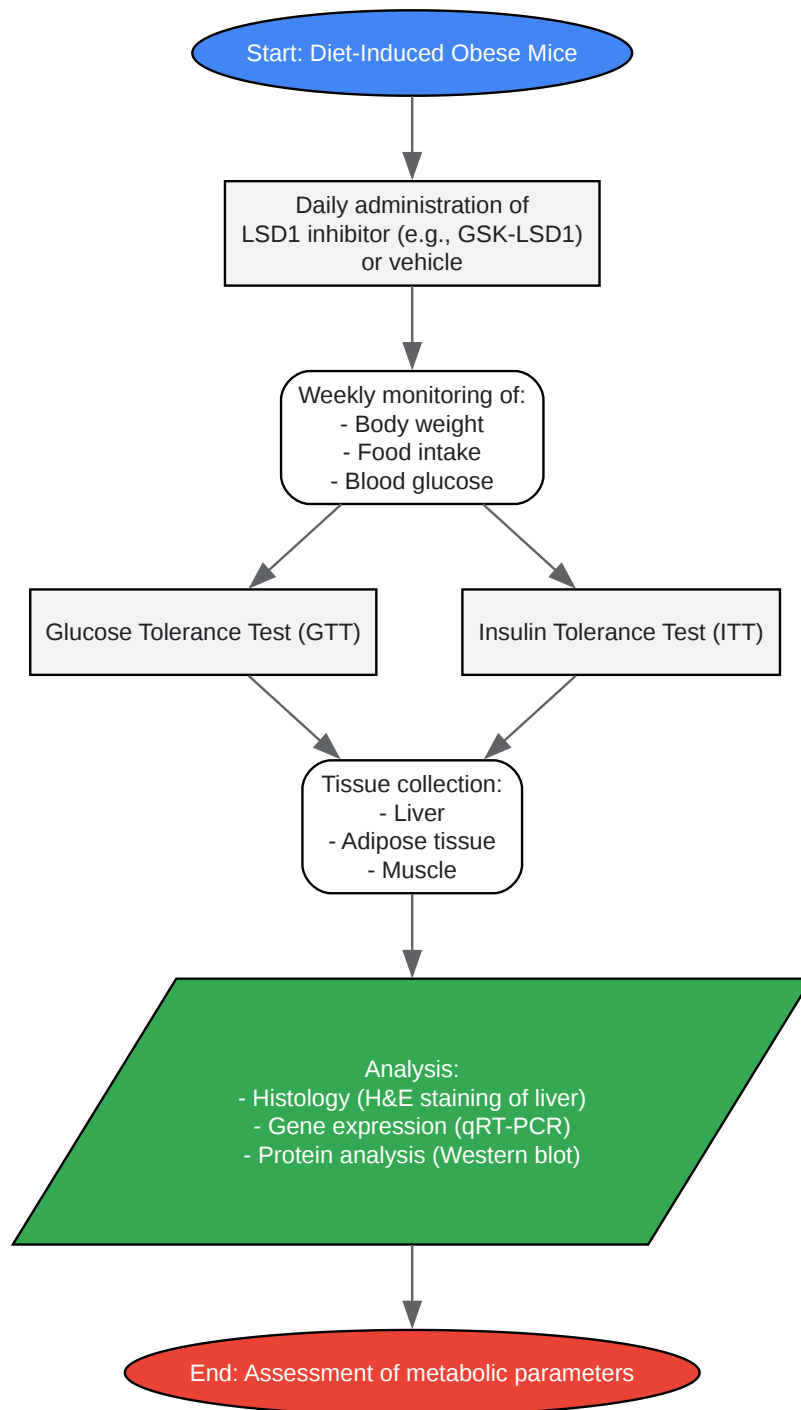 Start: Diet-Induced Obese Mice
Daily administration of
LSD1 inhibitor (e.g., GSK-LSD1)
or vehicle
Weekly monitoring of:
- Body weight
- Food intake
- Blood glucose
Glucose Tolerance Test (GTT)
Insulin Tolerance Test (ITT)
Tissue collection:
- Liver
- Adipose tissue
- Muscle
Analysis:
- Histology (H&E staining of liver)
- Gene expression (qRT-PCR)
- Protein analysis (Western blot)
End: Assessment of metabolic parameters